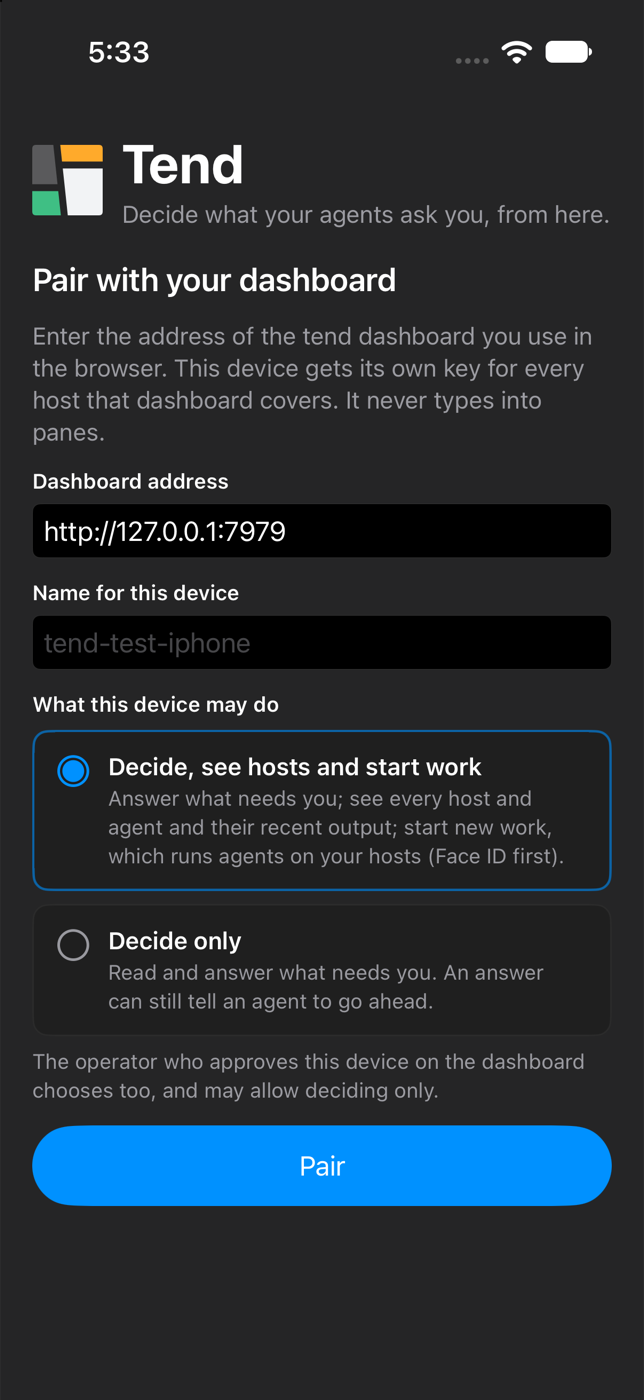 5:33
Tend
Decide what your agents ask you, from here.
Pair with your dashboard
Enter the address of the tend dashboard you use in
the browser. This device gets its own key for every
host that dashboard covers. It never types into
panes.
Dashboard address
http://127.0.0.1:7979
Name for this device
tend-test-iphone
What this device may do
Decide, see hosts and start work
Answer what needs you; see every host and
agent and their recent output; start new work,
which runs agents on your hosts (Face ID first).
Decide only
Read and answer what needs you. An answer
can still tell an agent to go ahead.
The operator who approves this device on the dashboard
chooses too, and may allow deciding only.
Pair